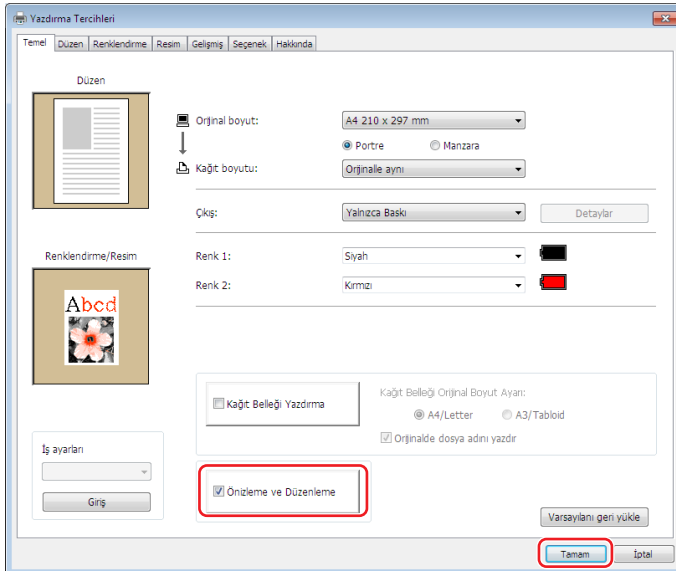 Yazdırma Tercihleri
Temel Düzen Renklendirme Resim Gelişmiş Seçenek Hakkında
Düzen
Orijinal boyut: A4 210 x 297 mm
Portre Manzara
Kağıt boyutu: Orijinalle aynı
Çıkış: Yalnızca Baskı Detaylar
Renklendirme/Resim
Renk 1: Siyah
Renk 2: Kırmızı
Abcd
Kağıt Belleği Yazdırma
Kağıt Belleği Orijinal Boyut Ayarı:
A4/Letter A3/Tabloid
Orijinalde dosya adını yazdır
İş ayarları
Giriş
Önizleme ve Düzenleme
Varsayılanı geri yükle
Tamam İptal